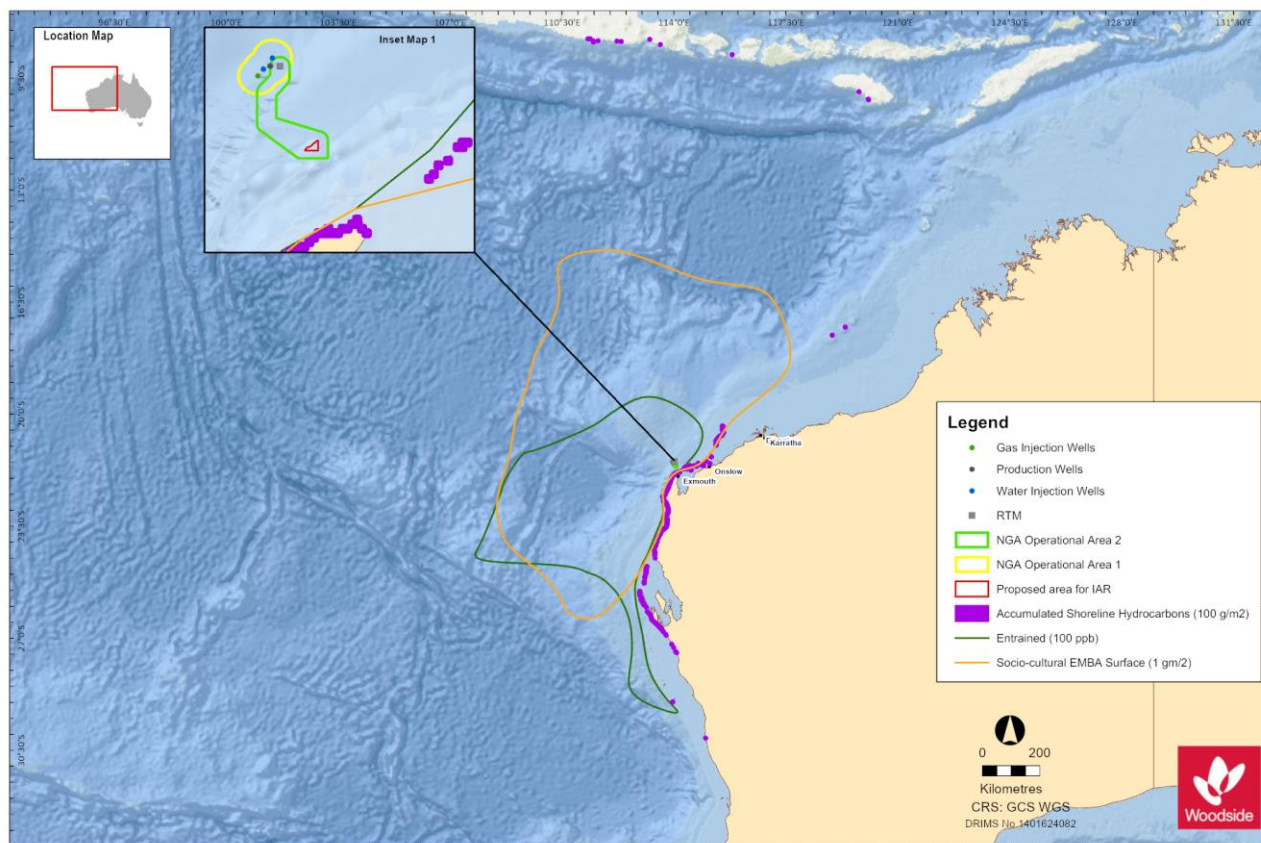 100°0'E
103°30'E
107°0'E
110°30'E
114°0'E
117°30'E
121°0'E
124°30'E
128°0'E
131°30'E
96°30'E
9°30'S
13°0'S
16°30'S
20°0'S
23°30'S
27°0'S
30°30'S
Location Map
Inset Map 1
Karratha
Onslow
Exmouth
Legend
Gas Injection Wells
Production Wells
Water Injection Wells
RTM
NGA Operational Area 2
NGA Operational Area 1
Proposed area for IAR
Accumulated Shoreline Hydrocarbons (100 g/m2)
Entrained (100 ppb)
Socio-cultural EMBA Surface (1 gm/2)
0 200
Kilometres
CRS: GCS WGS
DRIMS No.1401624082
Woodside